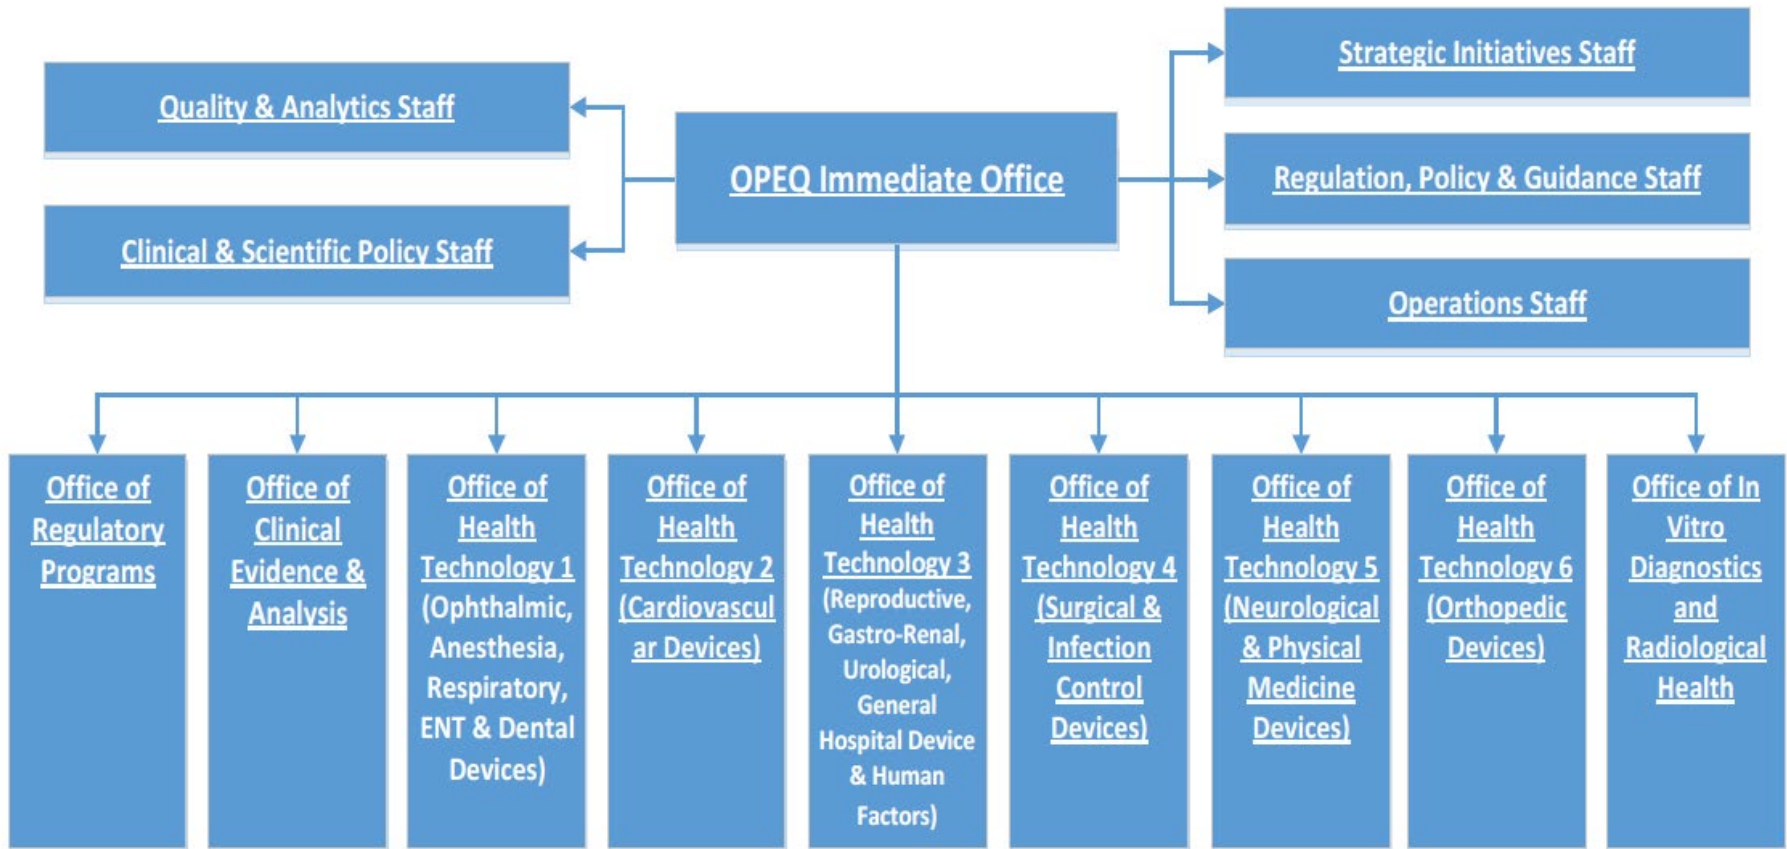 Quality & Analytics Staff
Clinical & Scientific Policy Staff
OPEQ Immediate Office
Strategic Initiatives Staff
Regulation, Policy & Guidance Staff
Operations Staff
Office of
Regulatory
Programs
Office of
Clinical
Evidence &
Analysis
Office of
Health
Technology 1
(Ophthalmic,
Anesthesia,
Respiratory,
ENT & Dental
Devices)
Office of
Health
Technology 2
(Cardiovascul
ar Devices)
Office of
Health
Technology 3
(Reproductive,
Gastro-Renal,
Urological,
General
Hospital Device
& Human
Factors)
Office of
Health
Technology 4
(Surgical &
Infection
Control
Devices)
Office of
Health
Technology 5
(Neurological
& Physical
Medicine
Devices)
Office of
Health
Technology 6
(Orthopedic
Devices)
Office of In
Vitro
Diagnostics
and
Radiological
Health